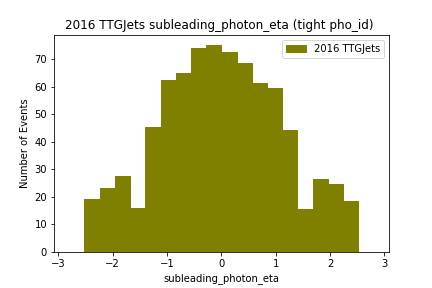 2016 TTGJets subleading_photon_eta (tight pho_id)
2016 TTGJets
Number of Events
70
60
50
40
30
20
10
0
−3 −2 −1 0 1 2 3
subleading_photon_eta